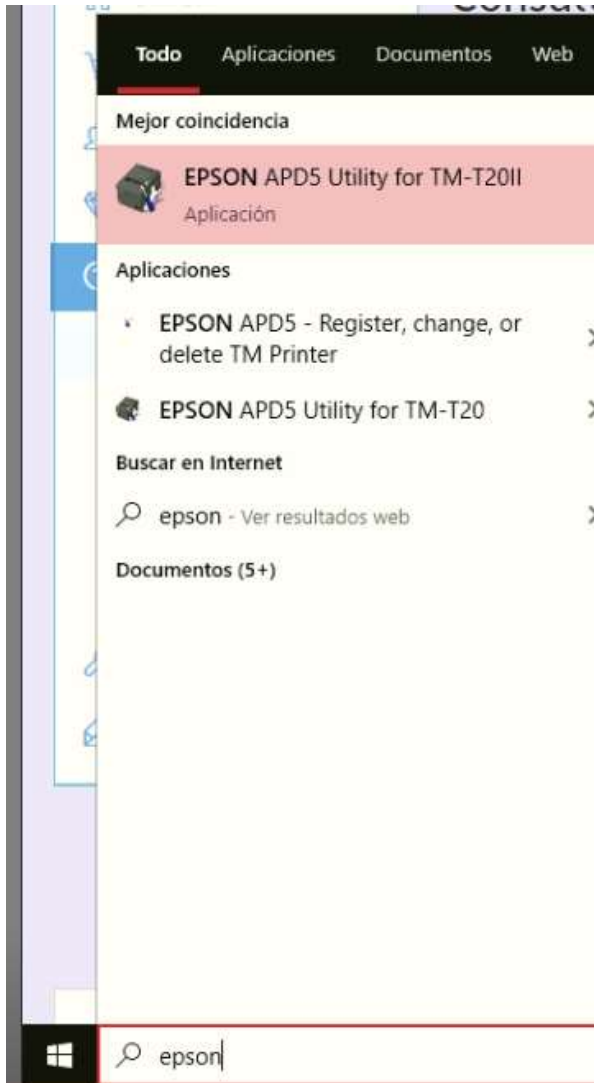 Todo Aplicaciones Documentos Web
Mejor coincidencia
EPSON APD5 Utility for TM-T20II
Aplicación
Aplicaciones
EPSON APD5 - Register, change, or
delete TM Printer
EPSON APD5 Utility for TM-T20
Buscar en Internet
epson - Ver resultados web
Documentos (5+)
epson